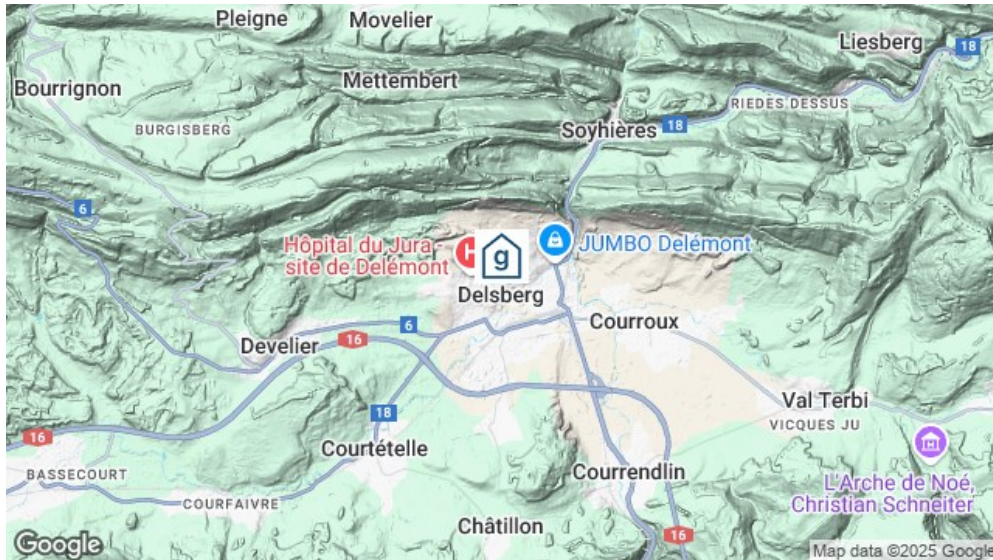 Pleigne
Movelier
Liesberg
18
Bourrignon
Mettembert
RIEDES DESSUS
BURGISBERG
Soyhières
18
6
Hôpital du Jura -
site de Delémont
g
JUMBO Delémont
Delsberg
6
Courroux
Develier
16
Val Terbi
18
VICQUES JU
16
Courtételle
BASSECOURT
Courrendlin
L'Arche de Noé,
Christian Schneiter
COURFAIVRE
Châtillon
16
Google
Map data ©2025 Google